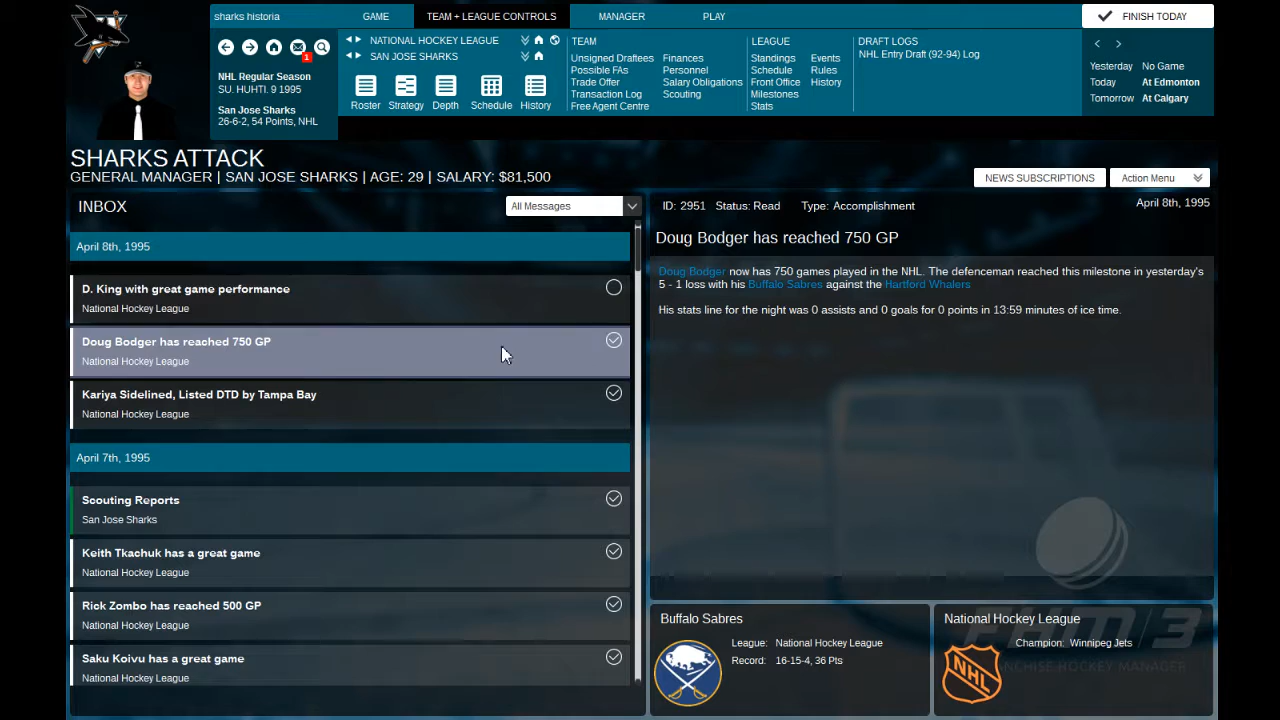 sharks historia
GAME
TEAM + LEAGUE CONTROLS
MANAGER
PLAY
FINISH TODAY
1
NHL Regular Season
SU. HUHTI. 9 1995
San Jose Sharks
26-6-2, 54 Points, NHL
NATIONAL HOCKEY LEAGUE
SAN JOSE SHARKS
Roster
Strategy
Depth
Schedule
History
TEAM
Unsigned Draftees
Possible FAs
Trade Offer
Transaction Log
Free Agent Centre
Finances
Personnel
Salary Obligations
Scouting
LEAGUE
Standings
Schedule
Front Office
Milestones
Stats
Events
Rules
History
DRAFT LOGS
NHL Entry Draft (92-94) Log
Yesterday No Game
Today At Edmonton
Tomorrow At Calgary
SHARKS ATTACK
GENERAL MANAGER | SAN JOSE SHARKS | AGE: 29 | SALARY: $81,500
NEWS SUBSCRIPTIONS
Action Menu
INBOX
All Messages
April 8th, 1995
D. King with great game performance
National Hockey League
Doug Bodger has reached 750 GP
National Hockey League
Kariya Sidelined, Listed DTD by Tampa Bay
National Hockey League
April 7th, 1995
Scouting Reports
San Jose Sharks
Keith Tkachuk has a great game
National Hockey League
Rick Zombo has reached 500 GP
National Hockey League
Saku Koivu has a great game
National Hockey League
ID: 2951 Status: Read Type: Accomplishment
April 8th, 1995
Doug Bodger has reached 750 GP
Doug Bodger now has 750 games played in the NHL. The defenceman reached this milestone in yesterday's
5 - 1 loss with his Buffalo Sabres against the Hartford Whalers
His stats line for the night was 0 assists and 0 goals for 0 points in 13:59 minutes of ice time.
Buffalo Sabres
League: National Hockey League
Record: 16-15-4, 36 Pts
National Hockey League
Champion: Winnipeg Jets
NHL
FHM/3
FRANCHISE HOCKEY MANAGER